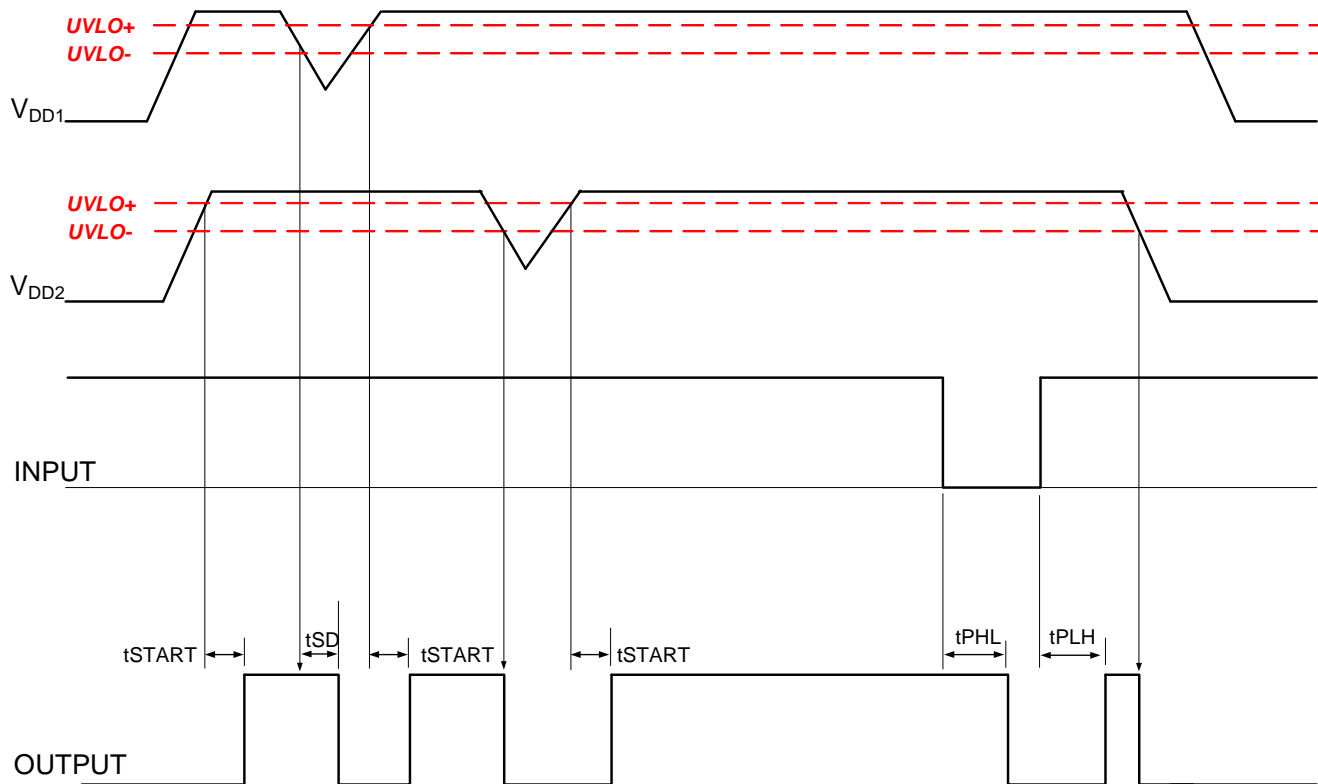 UVLO+
UVLO-
VDD1
UVLO+
UVLO-
VDD2
INPUT
tSTART
tSD
tSTART
tSTART
tPHL
tPLH
OUTPUT